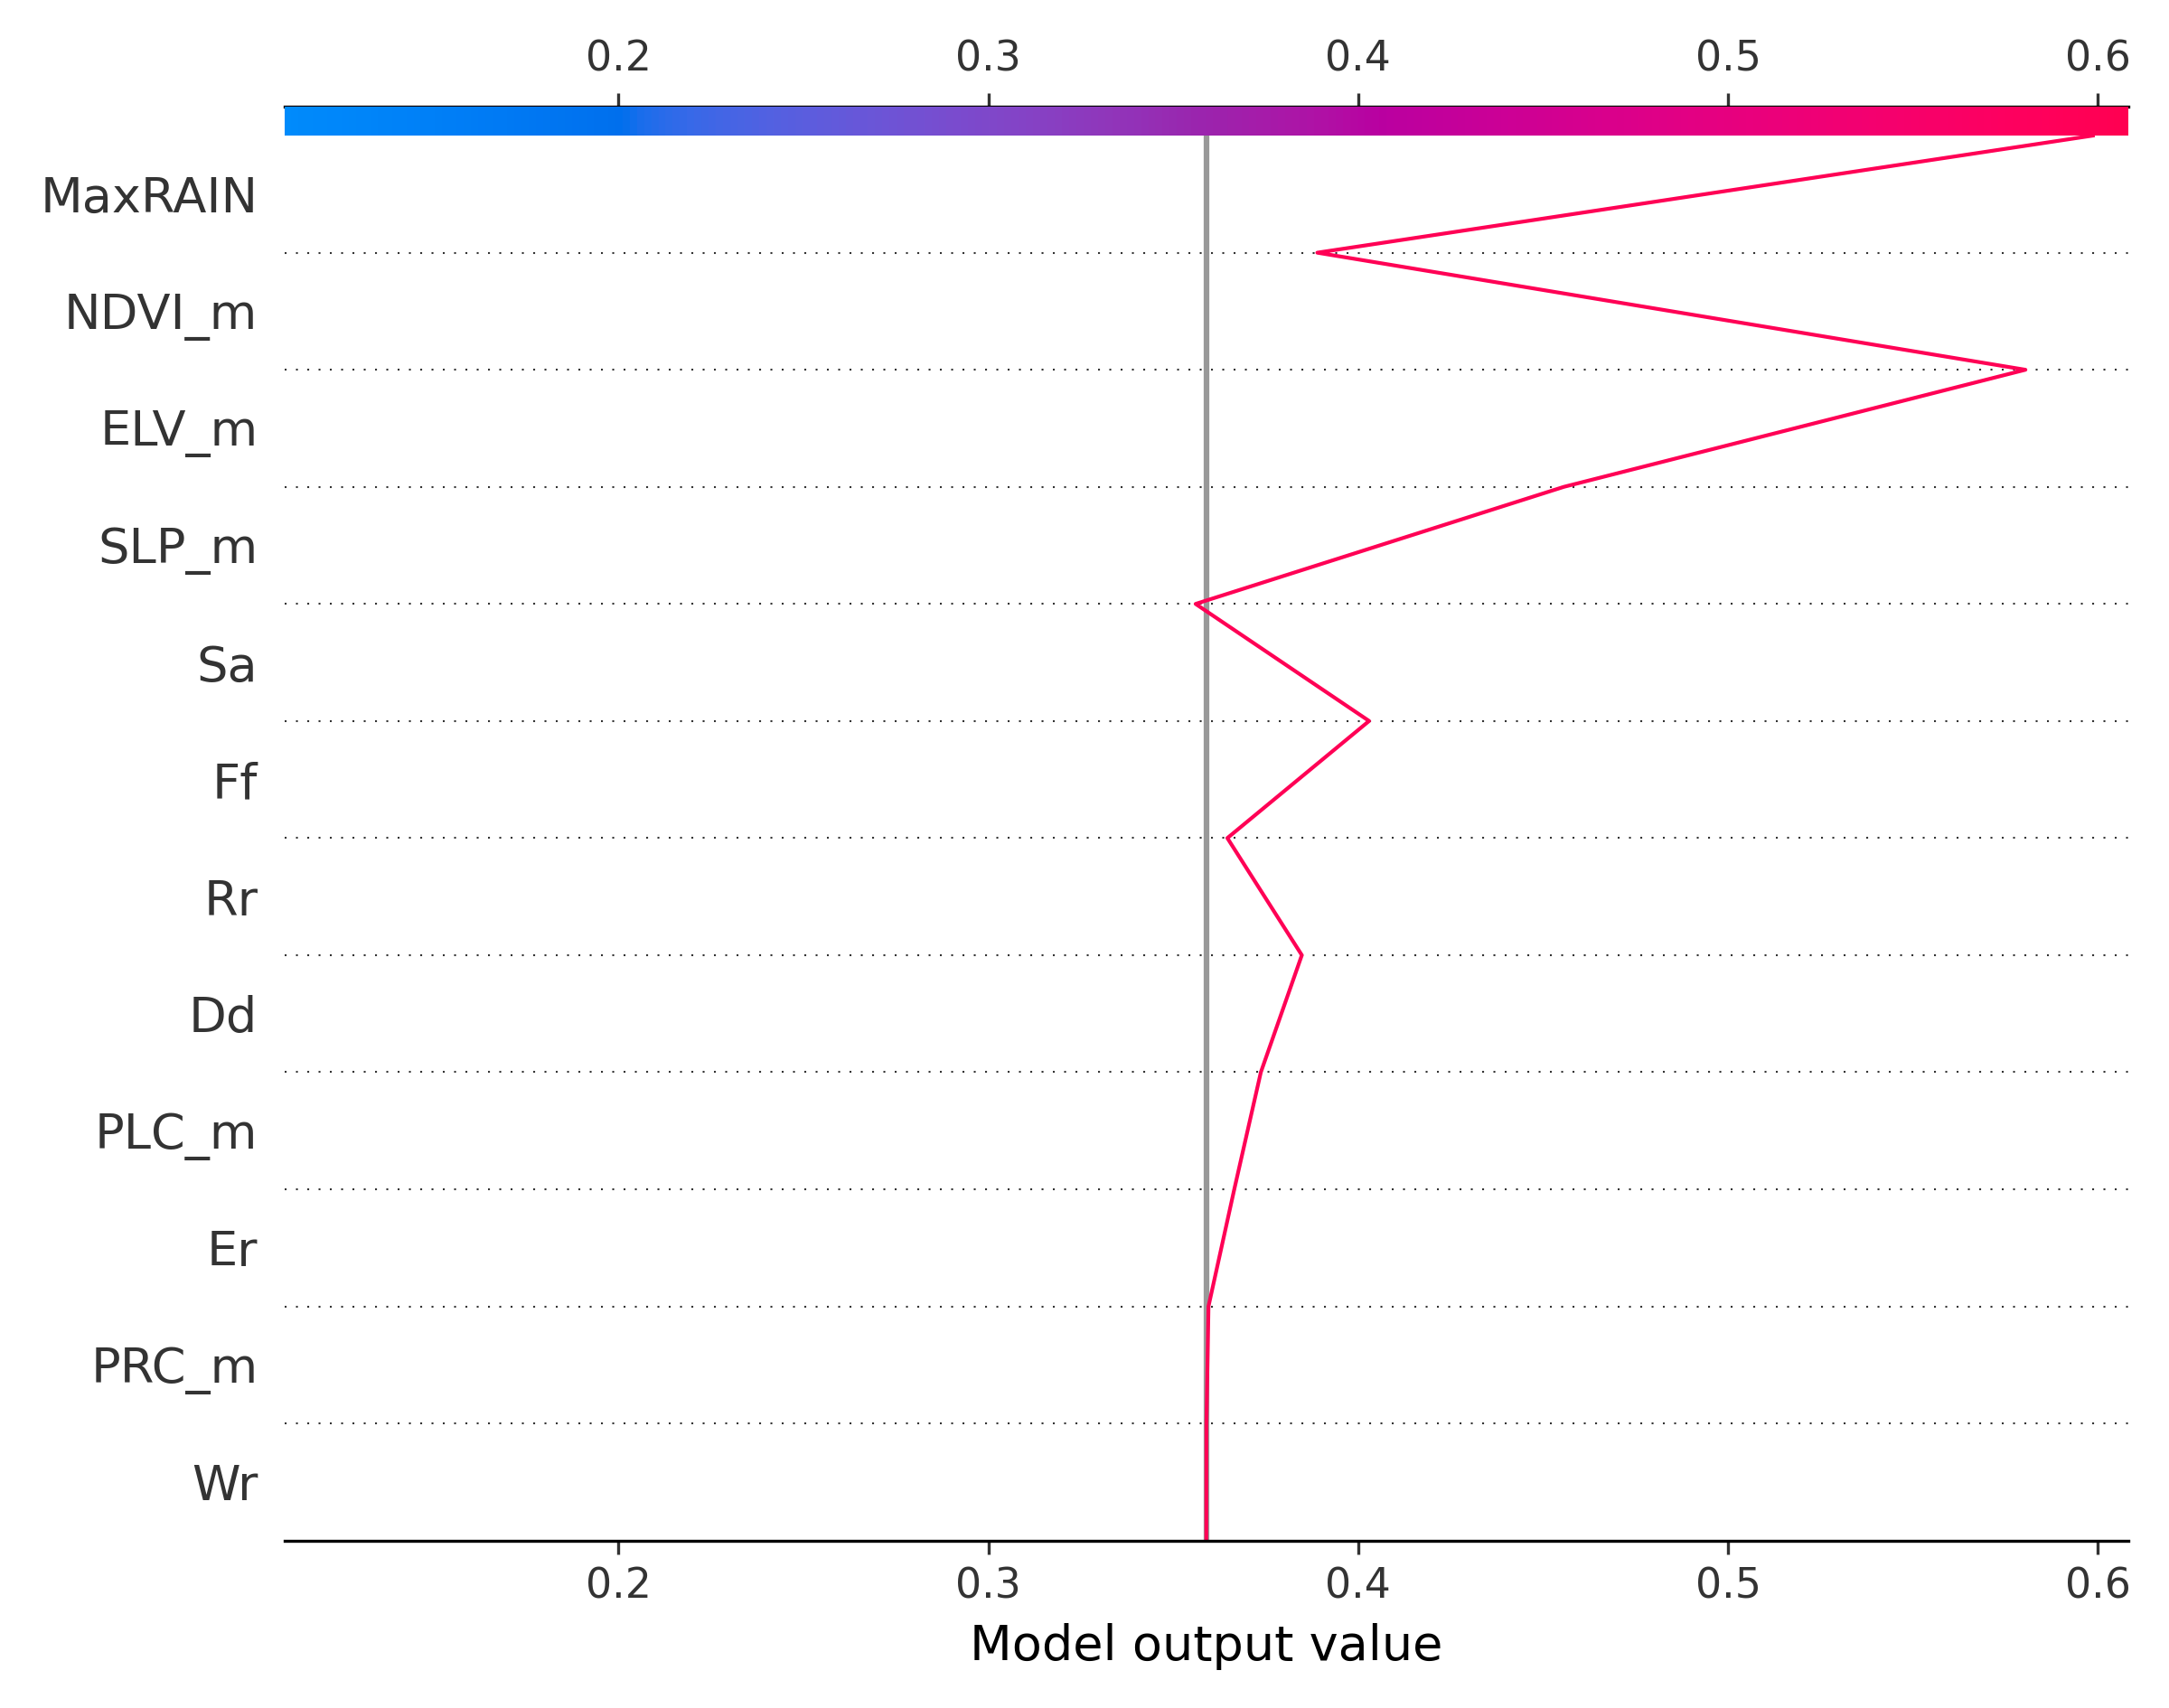 0.2 0.3 0.4 0.5 0.6
MaxRAIN
NDVI_m
ELV_m
SLP_m
Sa
Ff
Rr
Dd
PLC_m
Er
PRC_m
Wr
0.2 0.3 0.4 0.5 0.6
Model output value